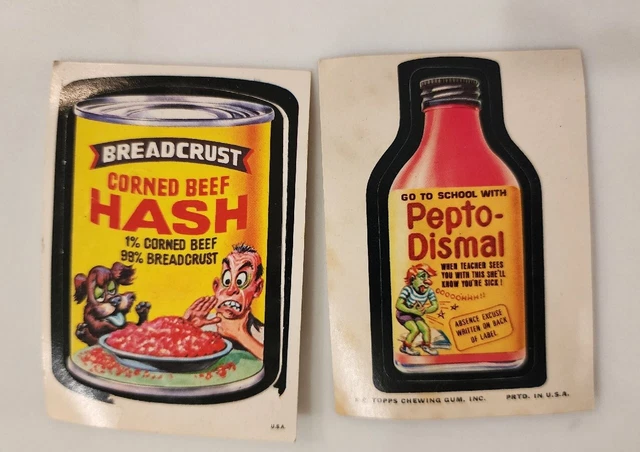 BREADCRUST
CORNED BEEF
HASH
1% CORNED BEEF
99% BREADCRUST
USA
GO TO SCHOOL WITH
Pepto-
Dismal
WHEN TEACHER SEES
YOU WITH THIS SHE'LL
KNOW YOU'RE SICK!
OOOOHHH!!
ABSENCE EXCUSE
WRITTEN ON BACK
OF LABEL.
TOPPS CHEWING GUM, INC. PRTD. IN U.S.A.